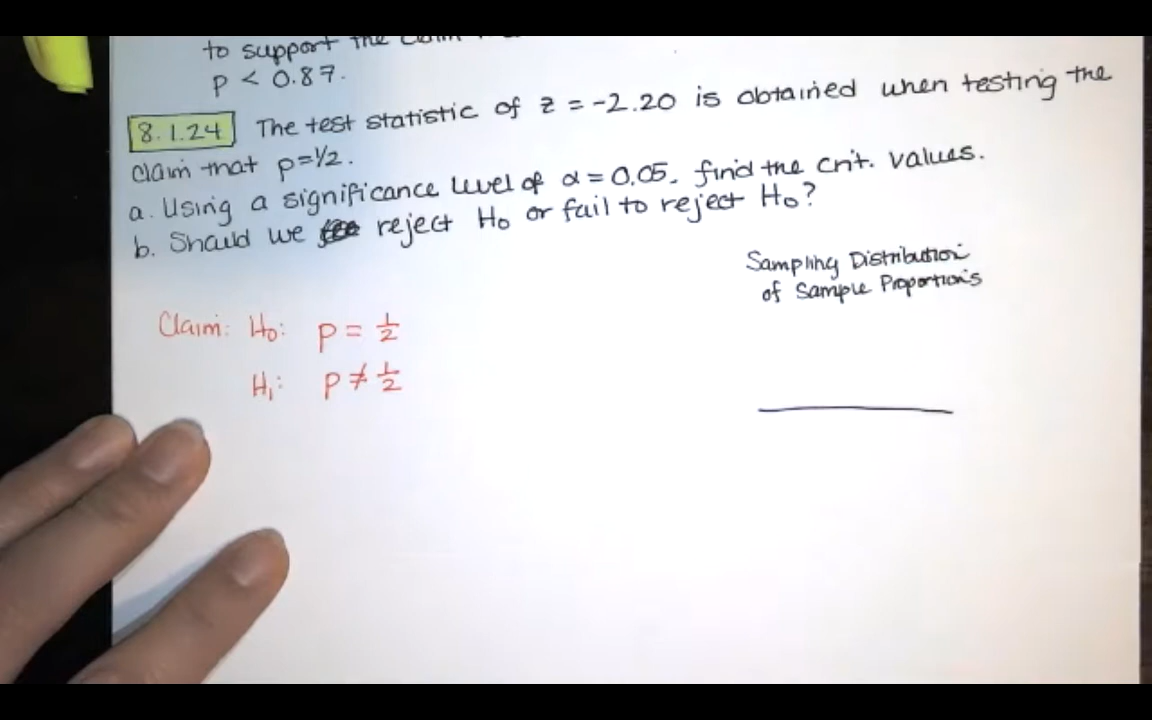 to support the claim
p < 0.87.
8.1.24 The test statistic of z = -2.20 is obtained when testing the
claim that p=1/2.
a. Using a significance level of α = 0.05, find the crit. values.
b. Should we reject H₀ or fail to reject H₀?
Sampling Distribution
of Sample Proportions
Claim: H₀: p = 1/2
H₁: p ≠ 1/2